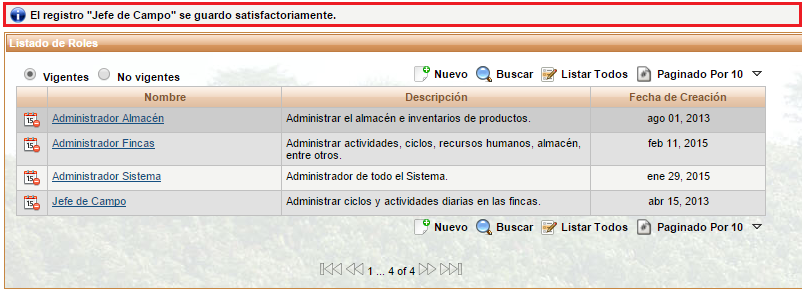 El registro "Jefe de Campo" se guardo satisfactoriamente.
Listado de Roles
Vigentes No vigentes Nuevo Buscar Listar Todos Paginado Por 10
Nombre Descripción Fecha de Creación
15 Administrador Almacén Administrar el almacén e inventarios de productos. ago 01, 2013
15 Administrador Fincas Administrar actividades, ciclos, recursos humanos, almacén, feb 11, 2015
entre otros.
15 Administrador Sistema Administrador de todo el Sistema. ene 29, 2015
15 Jefe de Campo Administrar ciclos y actividades diarias en las fincas. abr 15, 2013
Nuevo Buscar Listar Todos Paginado Por 10
1 ... 4 of 4